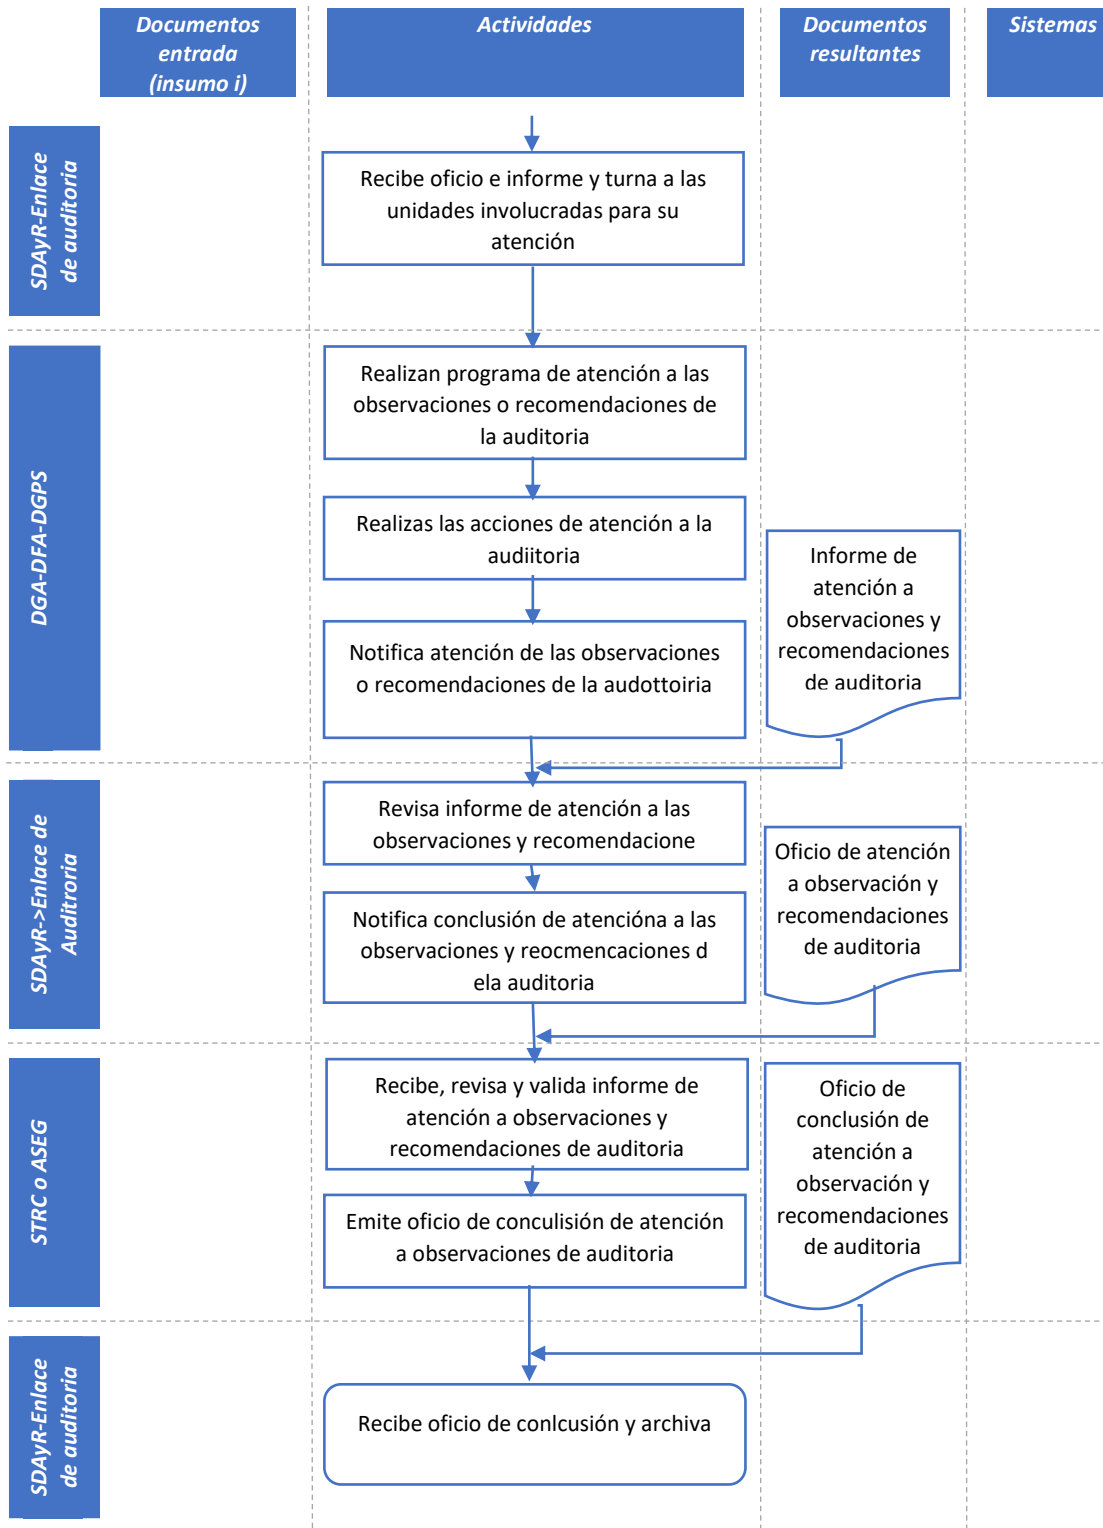 Documentos
entrada
(insumo i)
Actividades
Documentos
resultantes
Sistemas
SDAyR-Enlace
de auditoria
Recibe oficio e informe y turna a las
unidades involucradas para su
atención
DGA-DFA-DGPS
Realizan programa de atención a las
observaciones o recomendaciones de
la auditoria
Realizas las acciones de atención a la
audiitoria
Notifica atención de las observaciones
o recomendaciones de la audottoiria
Informe de
atención a
observaciones y
recomendaciones
de auditoria
SDAyR->Enlace de
Auditroria
Revisa informe de atención a las
observaciones y recomendacione
Notifica conclusión de atencióna a las
observaciones y reocmencaciones d
ela auditoria
Oficio de atención
a observación y
recomendaciones
de auditoria
STRC o ASEG
Recibe, revisa y valida informe de
atención a observaciones y
recomendaciones de auditoria
Emite oficio de conculisión de atención
a observaciones de auditoria
Oficio de
conclusión de
atención a
observación y
recomendaciones
de auditoria
SDAyR-Enlace
de auditoria
Recibe oficio de conlcusión y archiva